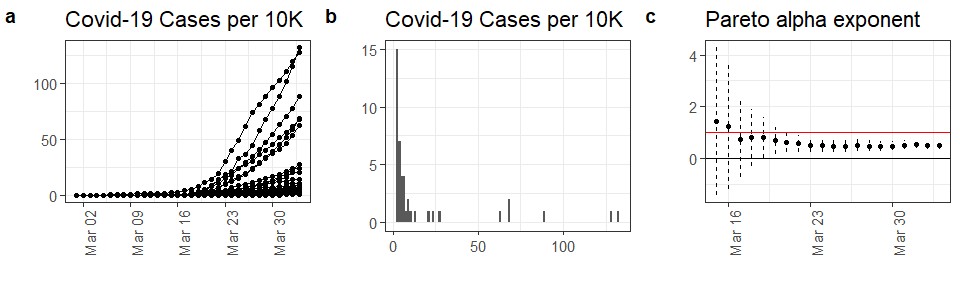 a Covid-19 Cases per 10K
100
50
0
Mar 02
Mar 09
Mar 16
Mar 23
Mar 30
b Covid-19 Cases per 10K
15
10
5
0
0 50 100
c Pareto alpha exponent
4
2
0
Mar 16
Mar 23
Mar 30